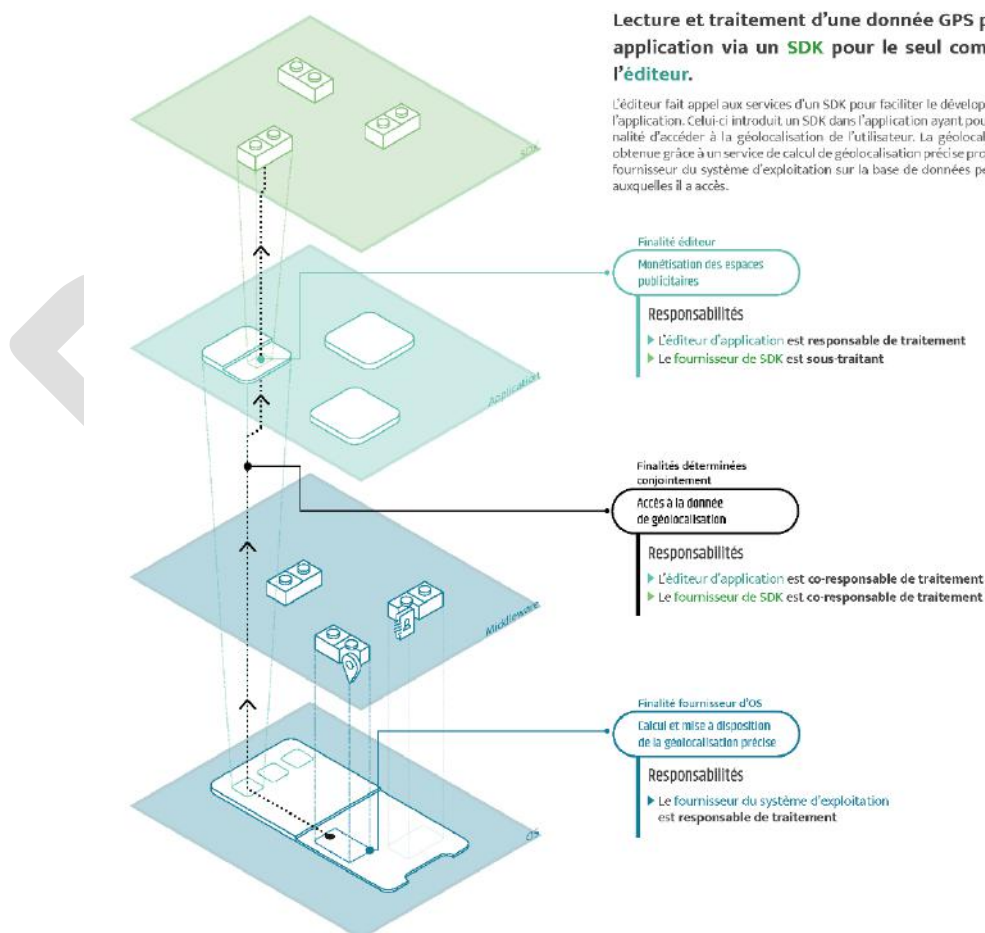 Lecture et traitement d'une donnée GPS p
application via un SDK pour le seul com
l'éditeur.
L'éditeur fait appel aux services d'un SDK pour faciliter le dévelop
l'application. Celui-ci introduit un SDK dans l'application ayant pou
nalité d'accéder à la géolocalisation de l'utilisateur. La géolocal
obtenue grâce à un service de calcul de géolocalisation précise pro
fournisseur du système d'exploitation sur la base de données pe
auxquelles il a accès.
SDK
Finalité éditeur
Monétisation des espaces
publicitaires
Responsabilités
L'éditeur d'application est responsable de traitement
Le fournisseur de SDK est sous-traitant
Application
Finalités déterminées
conjointement
Accès à la donnée
de géolocalisation
Responsabilités
L'éditeur d'application est co-responsable de traitement
Le fournisseur de SDK est co-responsable de traitement
Middleware
Finalité fournisseur d'OS
Calcul et mise à disposition
de la géolocalisation précise
Responsabilités
Le fournisseur du système d'exploitation
est responsable de traitement
OS